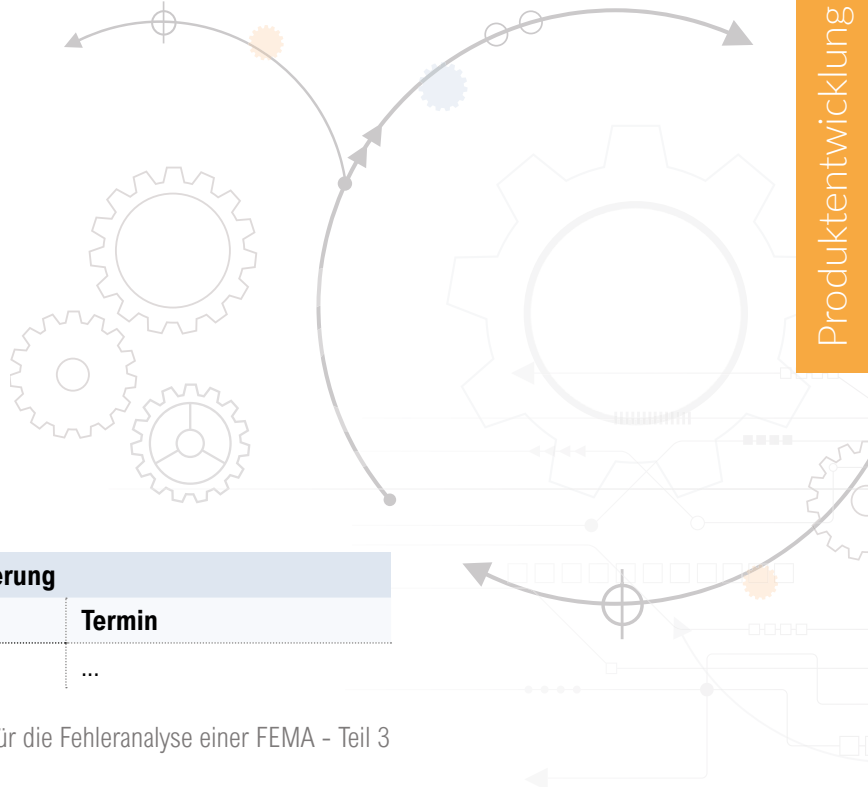 Produktentwicklung
erung
Termin
...
ür die Fehleranalyse einer FEMA - Teil 3